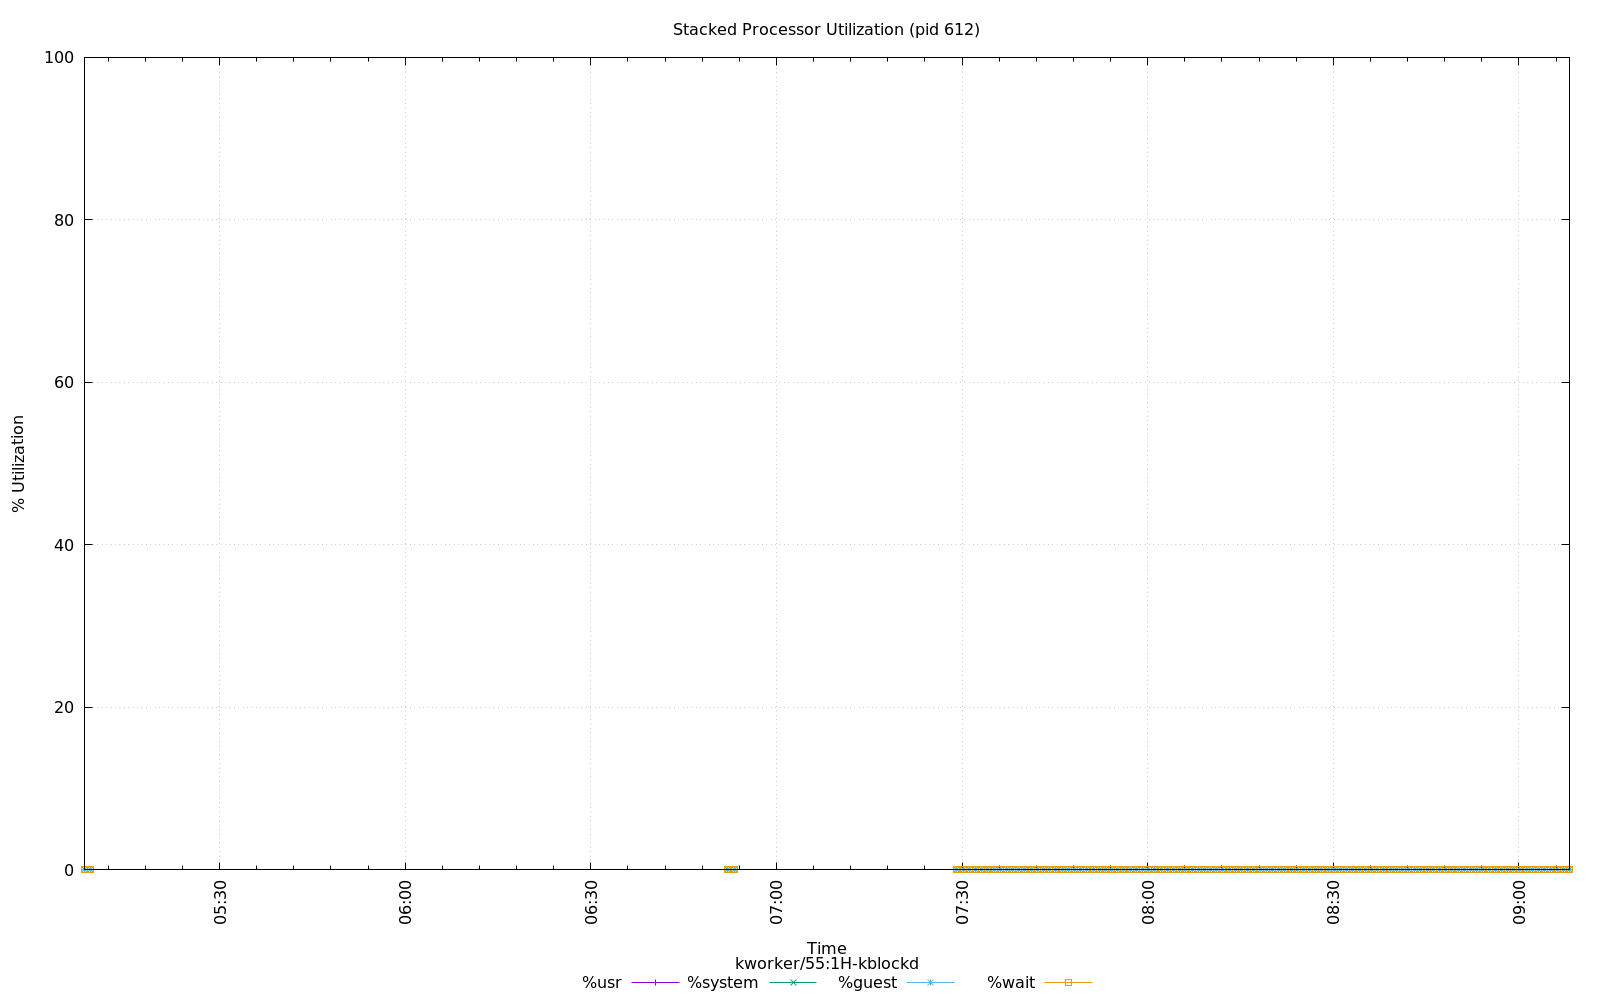 Stacked Processor Utilization (pid 612)
100
80
60
40
20
0
% Utilization
05:30 06:00 06:30 07:00 07:30 08:00 08:30 09:00
Time
kworker/55:1H-kblockd
%usr %system %guest %wait